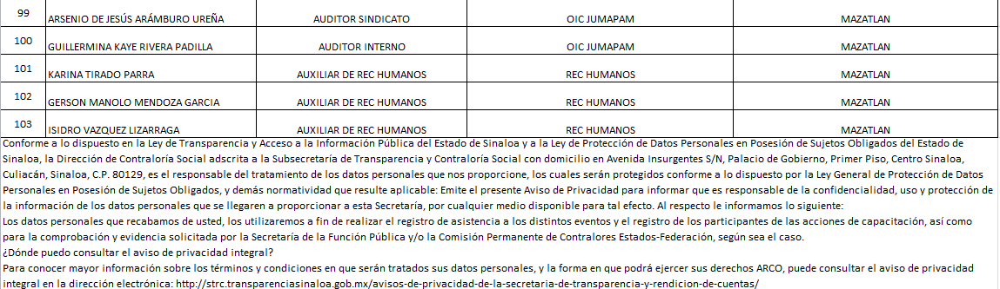 99 ARSENIO DE JESÚS ARÁMBURO UREÑA AUDITOR SINDICATO OIC JUMAPAM MAZATLAN
100 GUILLERMINA KAYE RIVERA PADILLA AUDITOR INTERNO OIC JUMAPAM MAZATLAN
101 KARINA TIRADO PARRA AUXILIAR DE REC HUMANOS REC HUMANOS MAZATLAN
102 GERSON MANOLO MENDOZA GARCIA AUXILIAR DE REC HUMANOS REC HUMANOS MAZATLAN
103 ISIDRO VAZQUEZ LIZARRAGA AUXILIAR DE REC HUMANOS REC HUMANOS MAZATLAN
Conforme a lo dispuesto en la Ley de Transparencia y Acceso a la Información Pública del Estado de Sinaloa y a la Ley de Protección de Datos Personales en Posesión de Sujetos Obligados del Estado de
Sinaloa, la Dirección de Contraloría Social adscrita a la Subsecretaría de Transparencia y Contraloría Social con domicilio en Avenida Insurgentes S/N, Palacio de Gobierno, Primer Piso, Centro Sinaloa,
Culiacán, Sinaloa, C.P. 80129, es el responsable del tratamiento de los datos personales que nos proporcione, los cuales serán protegidos conforme a lo dispuesto por la Ley General de Protección de Datos
Personales en Posesión de Sujetos Obligados, y demás normatividad que resulte aplicable: Emite el presente Aviso de Privacidad para informar que es responsable de la confidencialidad, uso y protección de
la información de los datos personales que se llegaren a proporcionar a esta Secretaría, por cualquier medio disponible para tal efecto. Al respecto le informamos lo siguiente:
Los datos personales que recabamos de usted, los utilizaremos a fin de realizar el registro de asistencia a los distintos eventos y el registro de los participantes de las acciones de capacitación, así como
para la comprobación y evidencia solicitada por la Secretaría de la Función Pública y/o la Comisión Permanente de Contralores Estados-Federación, según sea el caso.
¿Dónde puedo consultar el aviso de privacidad integral?
Para conocer mayor información sobre los términos y condiciones en que serán tratados sus datos personales, y la forma en que podrá ejercer sus derechos ARCO, puede consultar el aviso de privacidad
integral en la dirección electrónica: http://strc.transparenciasinaloa.gob.mx/avisos-de-privacidad-de-la-secretaria-de-transparencia-y-rendicion-de-cuentas/